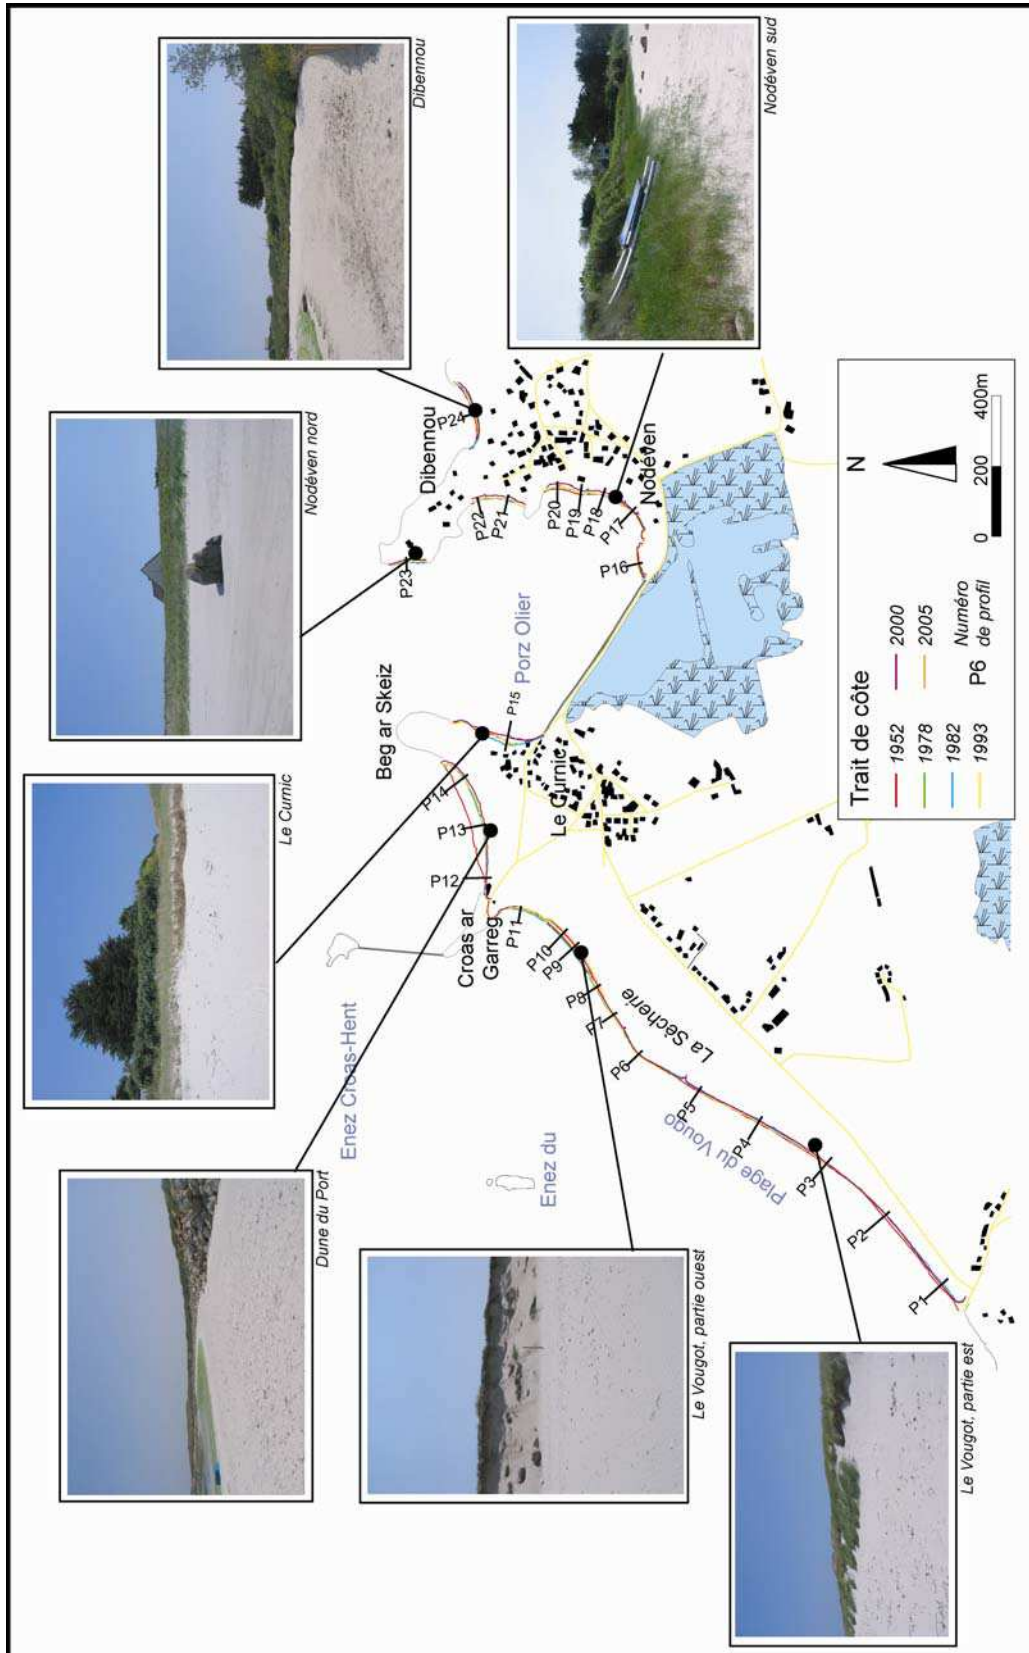 Dune du Port
Le Curnic
Nodéven nord
Dibennou
Enez Croas-Hent
Beg ar Skeiz
Dibennou
P23
P24
Le Vougot, partie ouest
Croas ar
Garreg
P12
P13
P14
P22
P21
P11
P15
Porz Olier
Enez du
P10
P9
Le Curnic
P20
P19
P18
P17
P16
Nodéven
Nodéven sud
P8
P7
P6
La Sécherie
P5
P4
Plage du Vougo
P3
P2
P1
Le Vougot, partie est
Trait de côte
1952
1978
1982
1993
2000
2005
P6 Numéro
de profil
N
0 200 400m